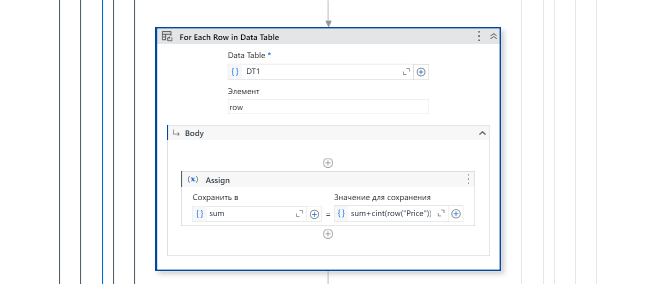 For Each Row in Data Table
Data Table *
{} DT1
Элемент
row
Body
(x) Assign
Сохранить в
Значение для сохранения
{} sum = {} sum+cint(row("Price"))